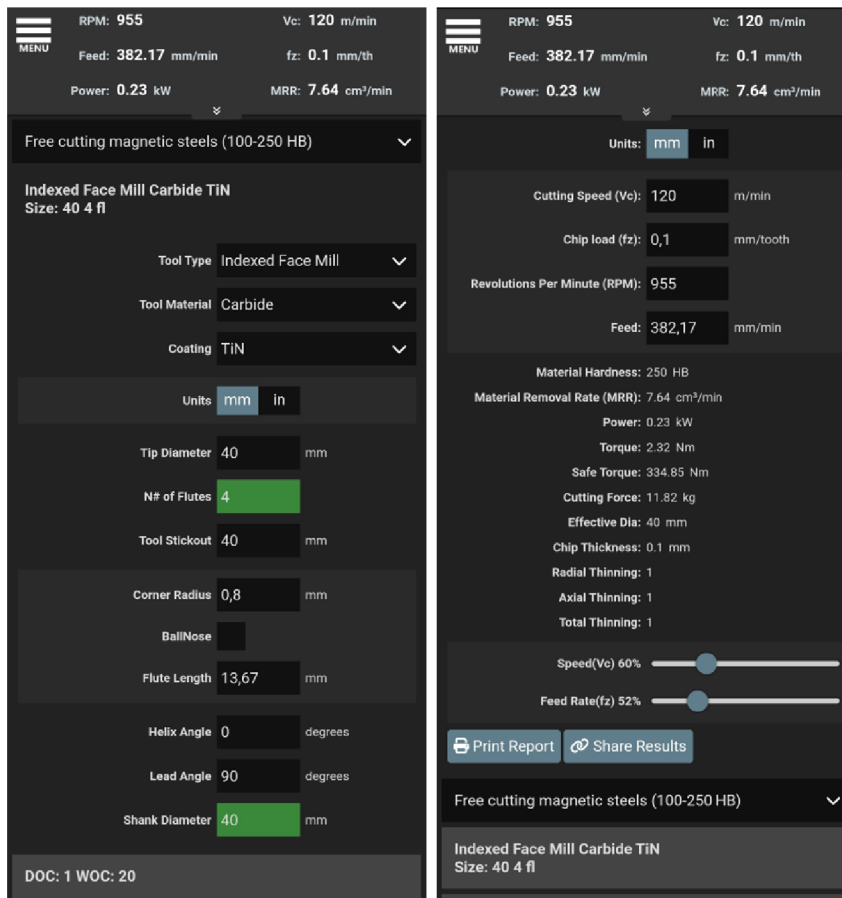 RPM: 955 Vc: 120 m/min
MENU
Feed: 382.17 mm/min fz: 0.1 mm/th
Power: 0.23 kW MRR: 7.64 cm³/min
Free cutting magnetic steels (100-250 HB)
Indexed Face Mill Carbide TiN
Size: 40 4 fl
Tool Type Indexed Face Mill
Tool Material Carbide
Coating TiN
Units mm in
Tip Diameter 40 mm
N# of Flutes 4
Tool Stickout 40 mm
Corner Radius 0,8 mm
BallNose
Flute Length 13,67 mm
Helix Angle 0 degrees
Lead Angle 90 degrees
Shank Diameter 40 mm
DOC: 1 WOC: 20
RPM: 955 Vc: 120 m/min
MENU
Feed: 382.17 mm/min fz: 0.1 mm/th
Power: 0.23 kW MRR: 7.64 cm³/min
Units: mm in
Cutting Speed (Vc): 120 m/min
Chip load (fz): 0,1 mm/tooth
Revolutions Per Minute (RPM): 955
Feed: 382,17 mm/min
Material Hardness: 250 HB
Material Removal Rate (MRR): 7.64 cm³/min
Power: 0.23 kW
Torque: 2.32 Nm
Safe Torque: 334.85 Nm
Cutting Force: 11.82 kg
Effective Dia: 40 mm
Chip Thickness: 0.1 mm
Radial Thinning: 1
Axial Thinning: 1
Total Thinning: 1
Speed(Vc) 60%
Feed Rate(fz) 52%
Print Report Share Results
Free cutting magnetic steels (100-250 HB)
Indexed Face Mill Carbide TiN
Size: 40 4 fl